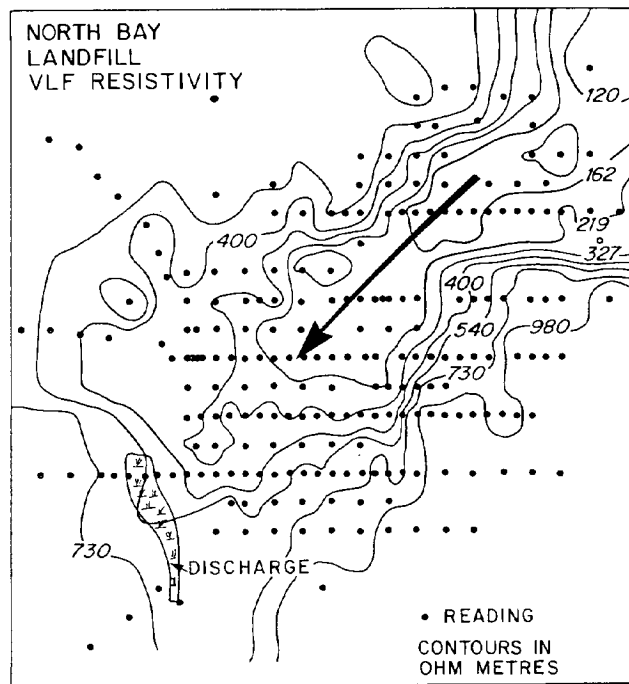 NORTH BAY
LANDFILL
VLF RESISTIVITY
120
162
219
327
400
400
540
980
730
730
DISCHARGE
• READING
CONTOURS IN
OHM METRES